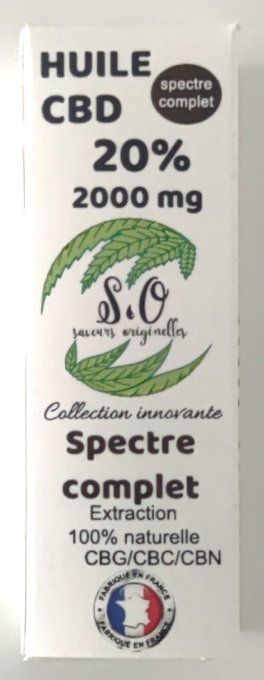 HUILE
CBD
spectre
complet
20%
2000 mg
S.O
saveurs originelles
Collection innovante
Spectre
complet
Extraction
100% naturelle
CBG/CBC/CBN
FABRIQUÉ EN FRANCE
FABRIQUÉ EN FRANCE